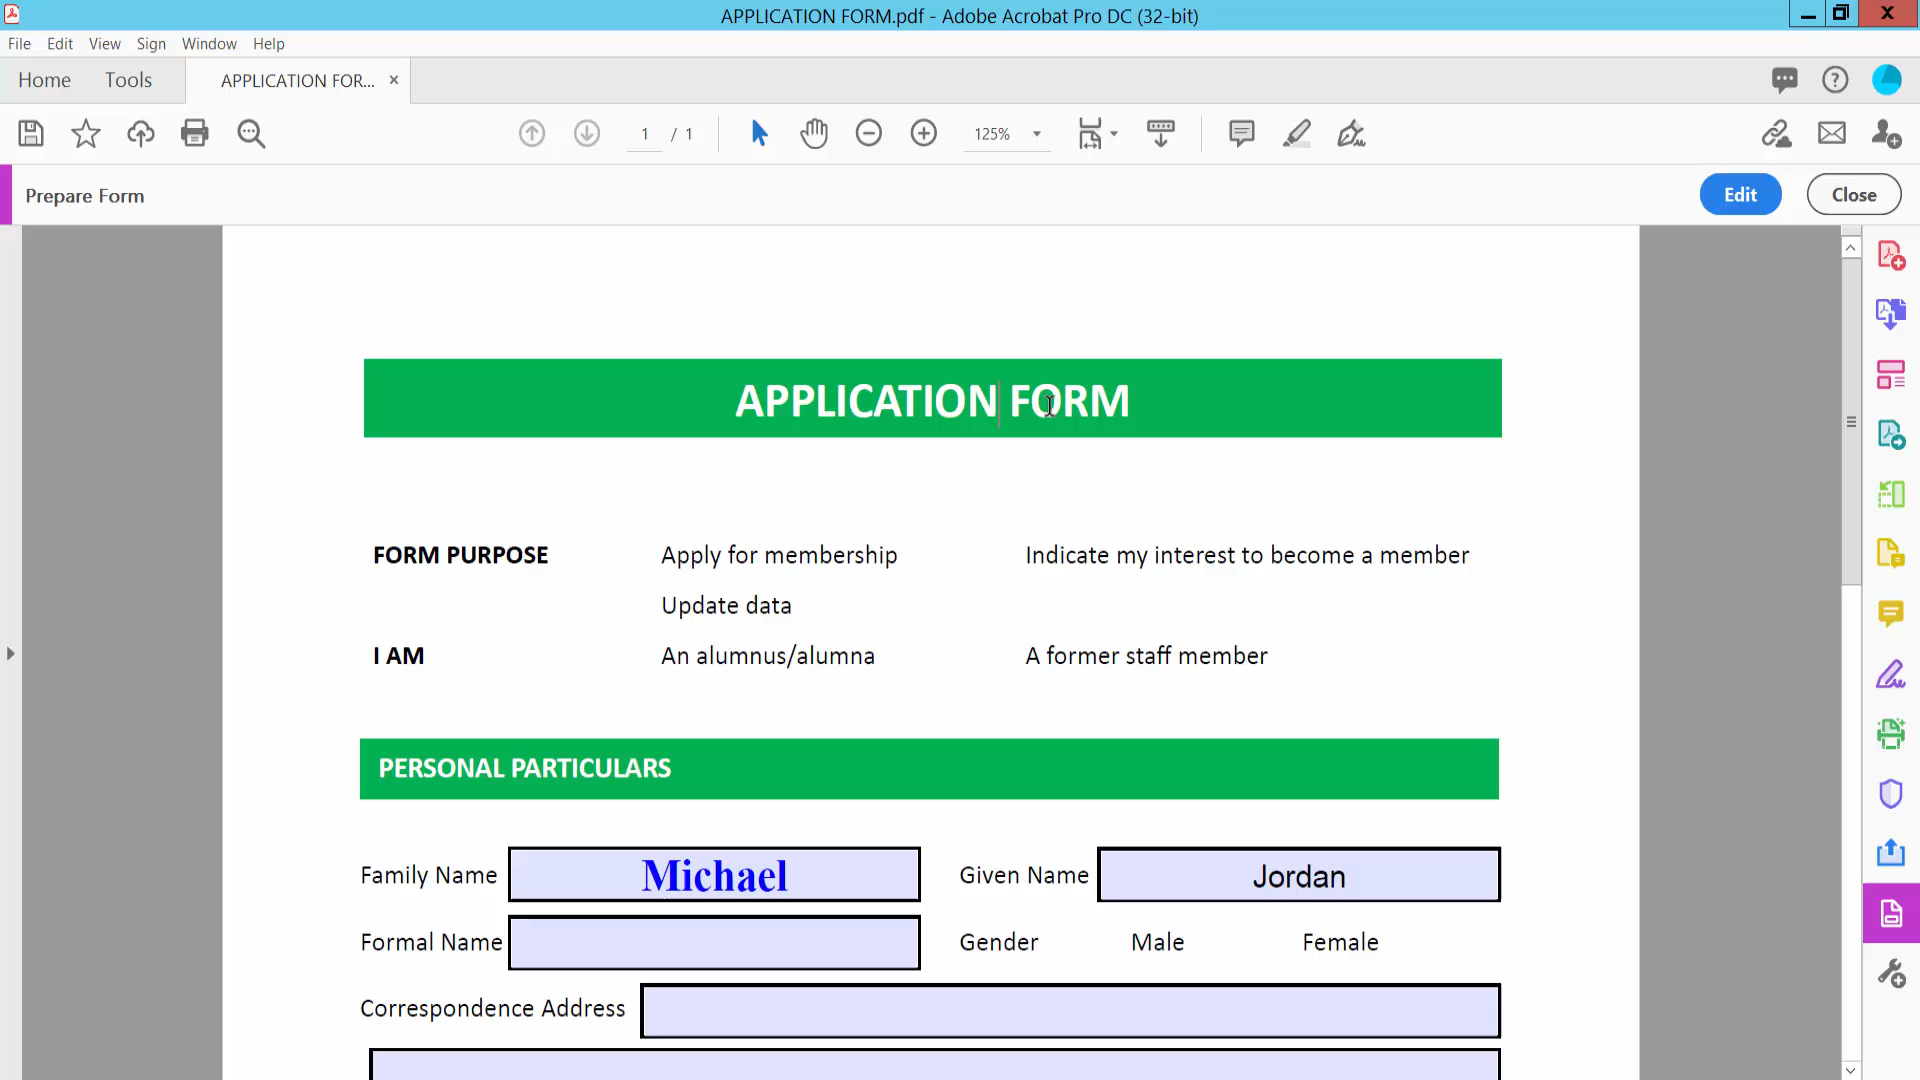 APPLICATION FORM.pdf - Adobe Acrobat Pro DC (32-bit)
File Edit View Sign Window Help
Home Tools APPLICATION FOR... ×
1 / 1 125%
Prepare Form Edit Close
APPLICATION FORM
FORM PURPOSE Apply for membership Indicate my interest to become a member
Update data
I AM An alumnus/alumna A former staff member
PERSONAL PARTICULARS
Family Name Michael Given Name Jordan
Formal Name Gender Male Female
Correspondence Address